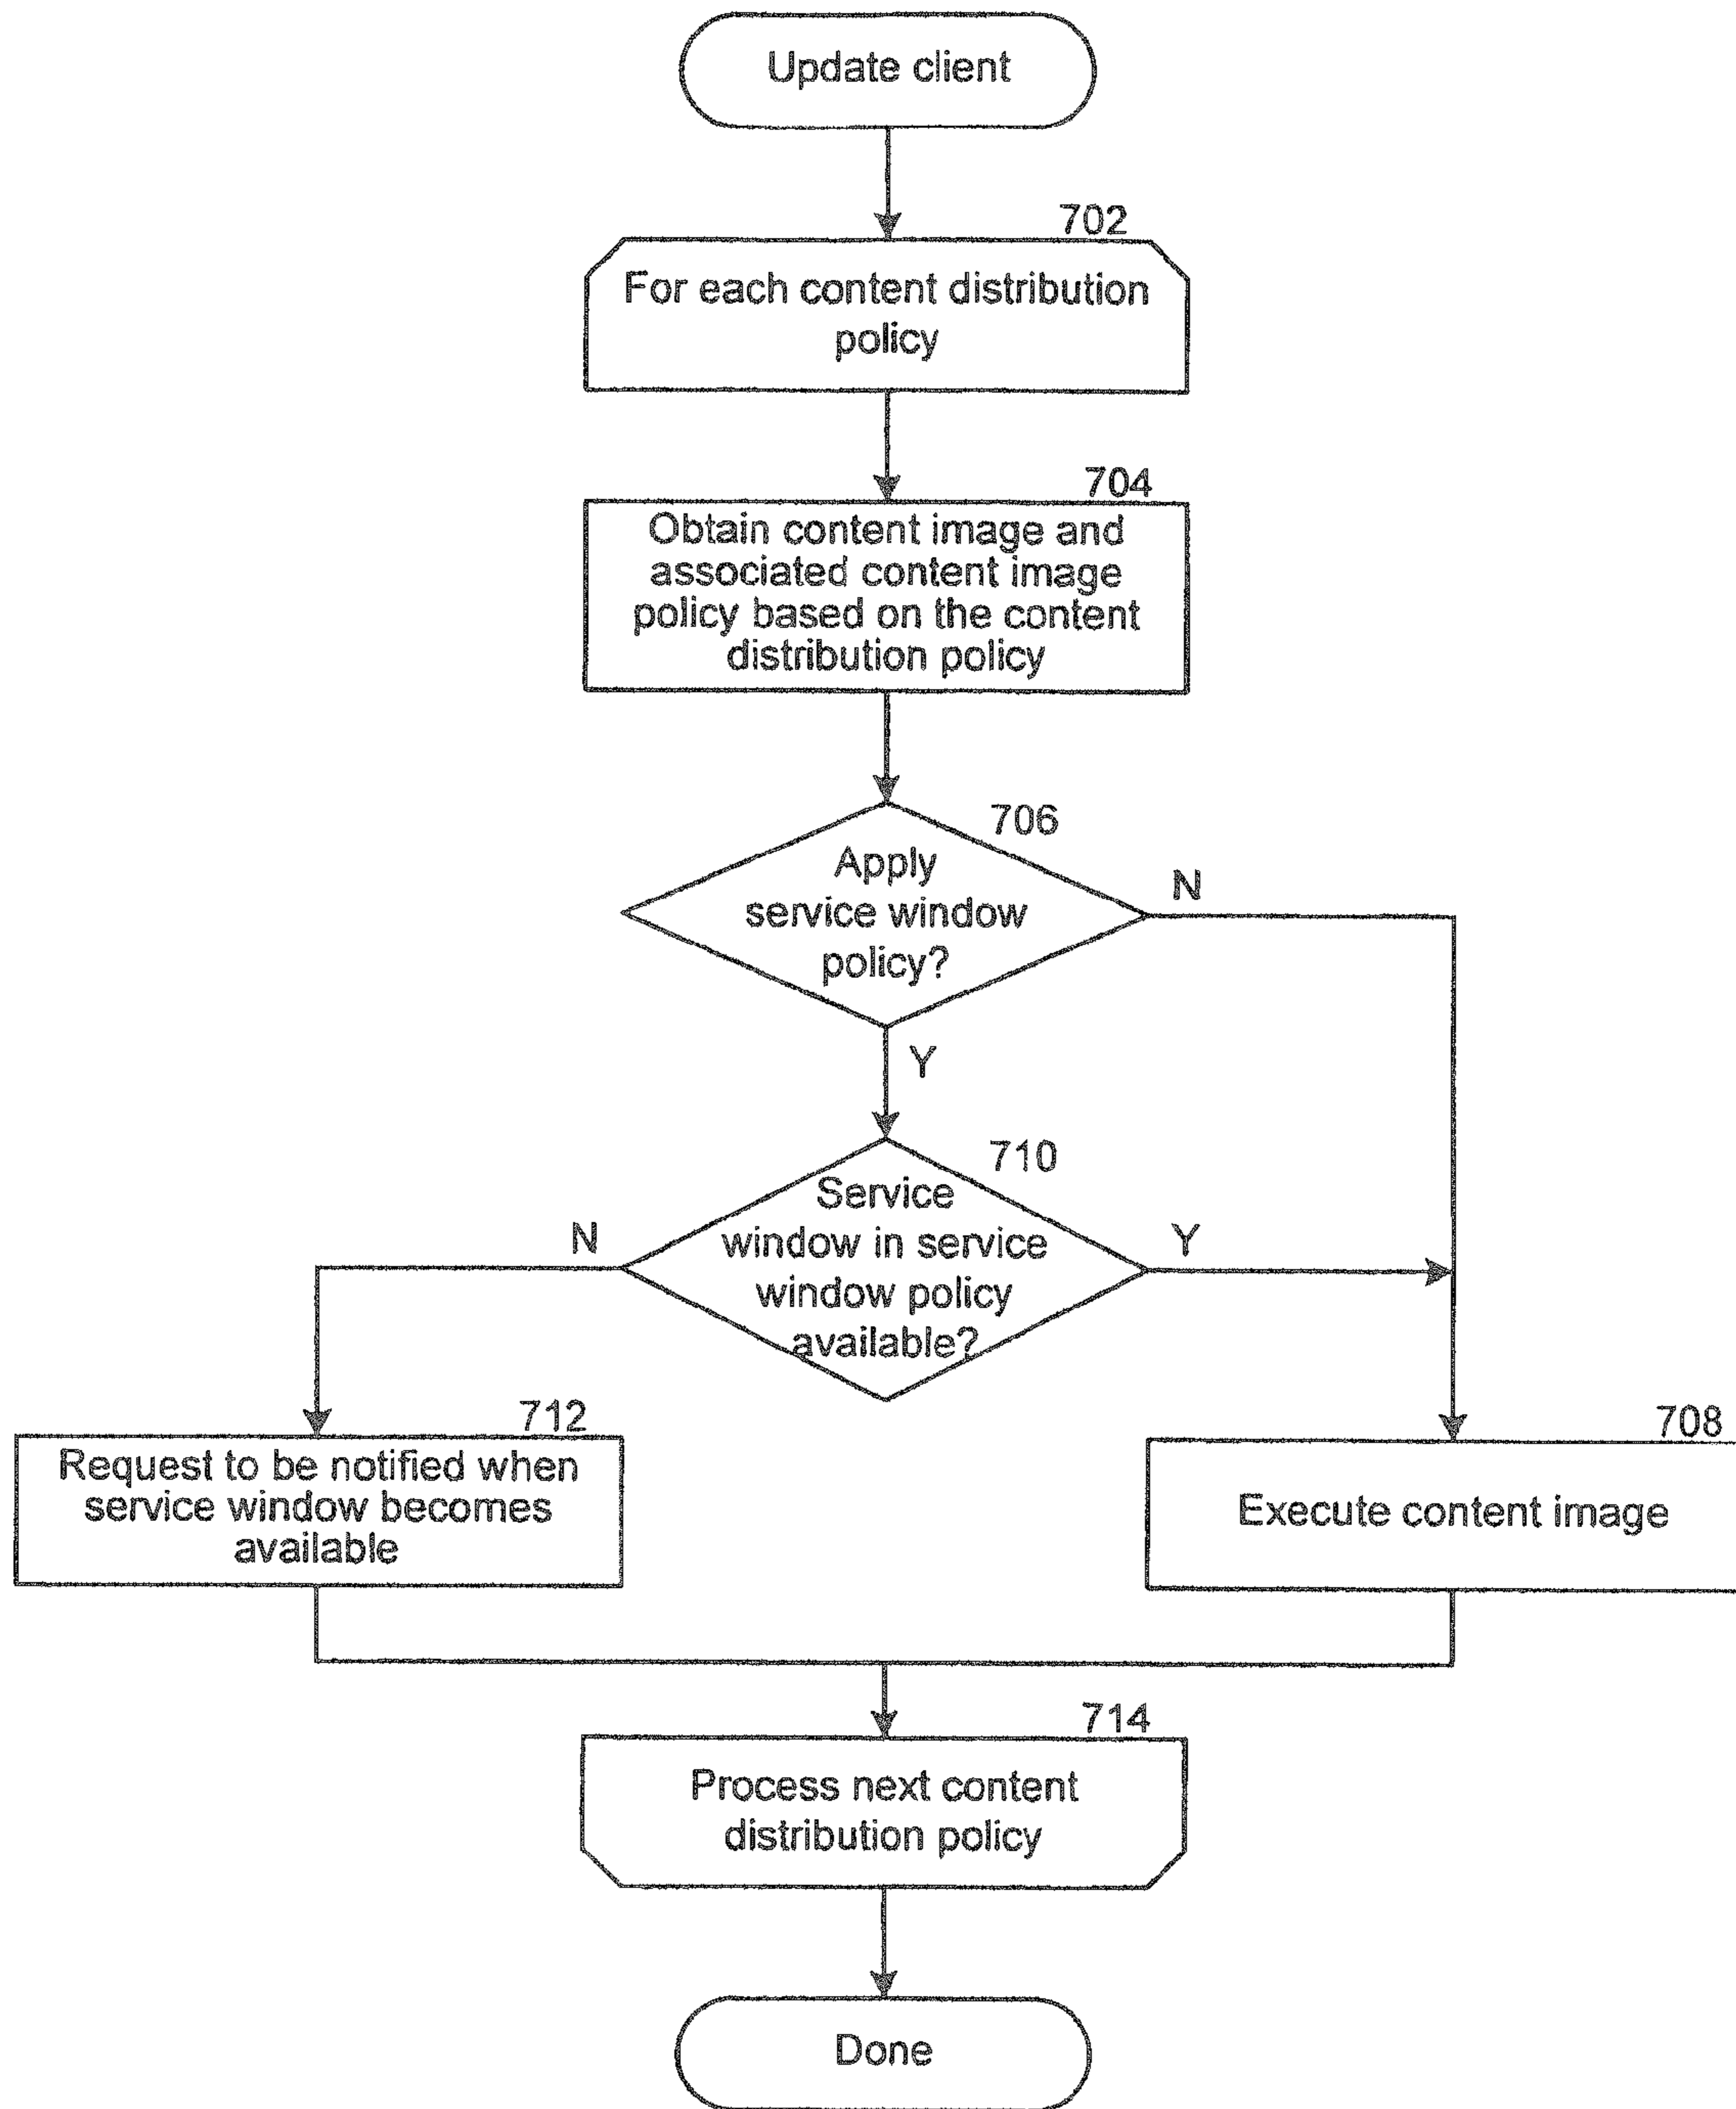 Update client
702
For each content distribution
policy
704
Obtain content image and
associated content image
policy based on the content
distribution policy
706
Apply
service window
policy?
N
Y
710
Service
window in service
window policy
available?
N
Y
712
Request to be notified when
service window becomes
available
708
Execute content image
714
Process next content
distribution policy
Done